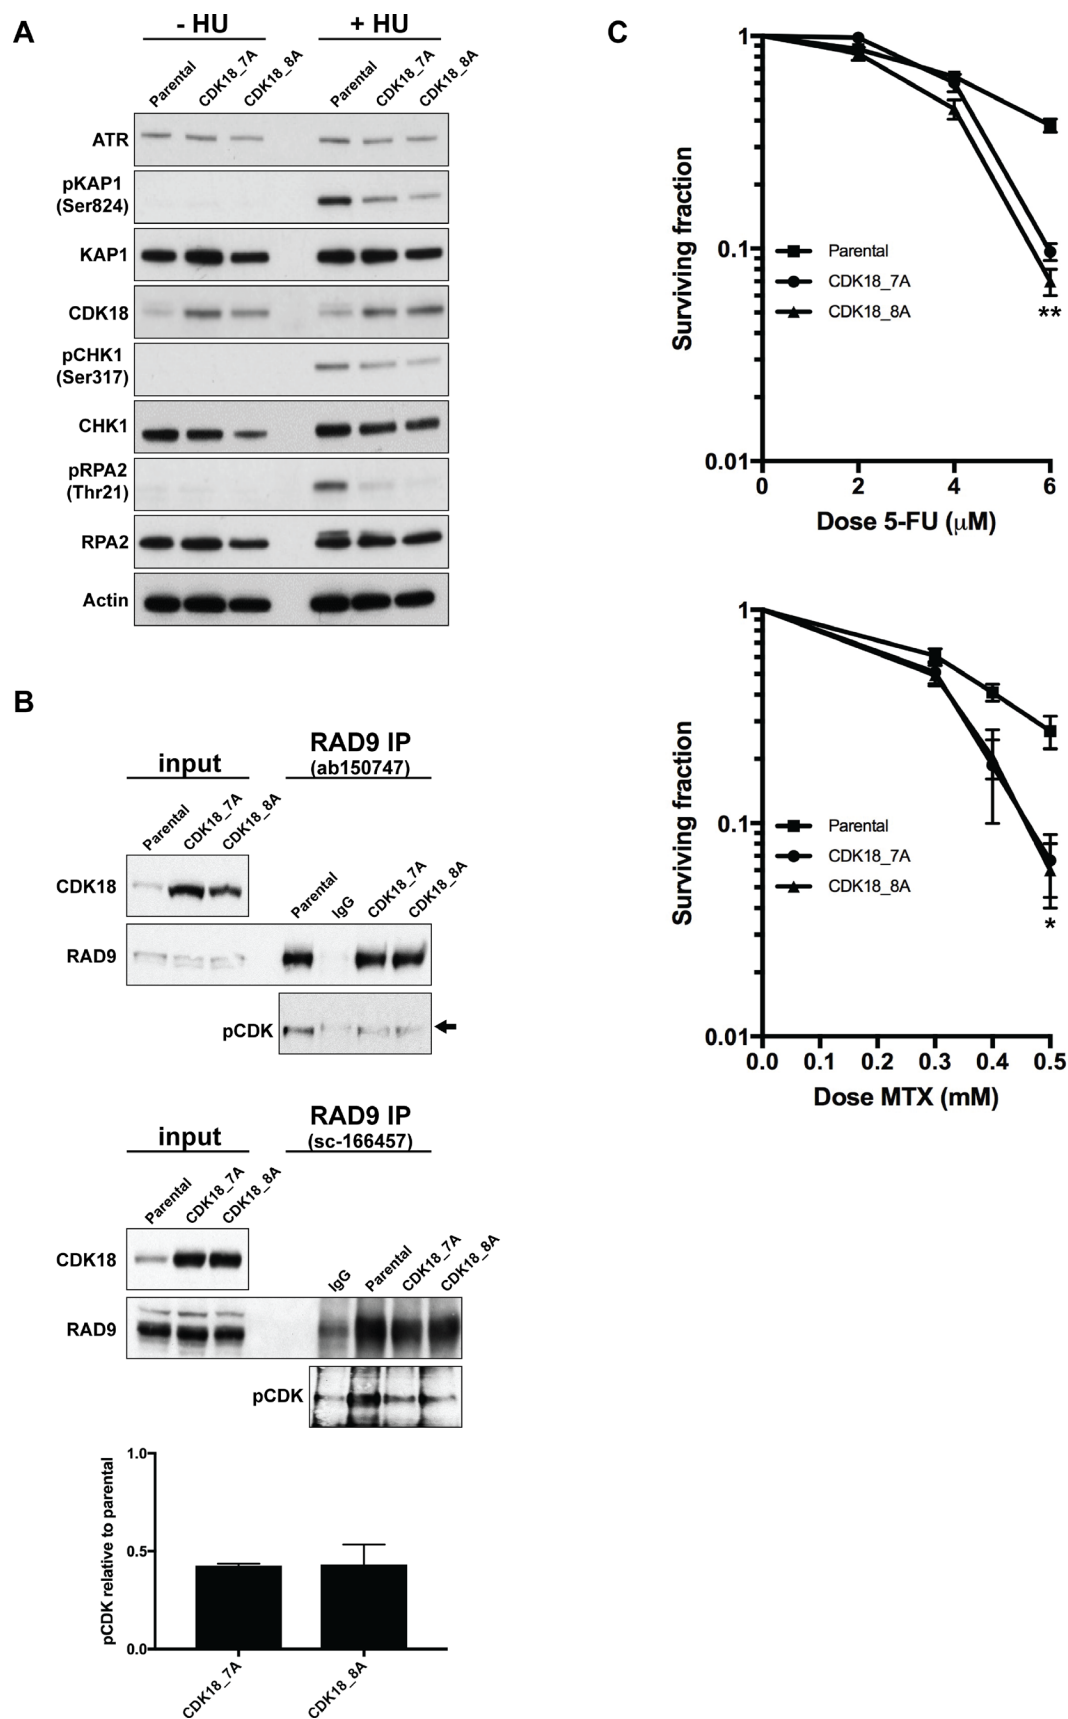 A
- HU
+ HU
Parental
CDK18_7A
CDK18_8A
Parental
CDK18_7A
CDK18_8A
ATR
pKAP1
(Ser824)
KAP1
CDK18
pCHK1
(Ser317)
CHK1
pRPA2
(Thr21)
RPA2
Actin
B
input
RAD9 IP
(ab150747)
Parental
CDK18_7A
CDK18_8A
CDK18
Parental
IgG
CDK18_7A
CDK18_8A
RAD9
pCDK
input
RAD9 IP
(sc-166457)
Parental
CDK18_7A
CDK18_8A
CDK18
IgG
Parental
CDK18_7A
CDK18_8A
RAD9
pCDK
pCDK relative to parental
1.0
0.5
0.0
CDK18_7A
CDK18_8A
C
Surviving fraction
1
0.1
0.01
Parental
CDK18_7A
CDK18_8A
**
0 2 4 6
Dose 5-FU (μM)
Surviving fraction
1
0.1
0.01
Parental
CDK18_7A
CDK18_8A
*
0.0 0.1 0.2 0.3 0.4 0.5
Dose MTX (mM)